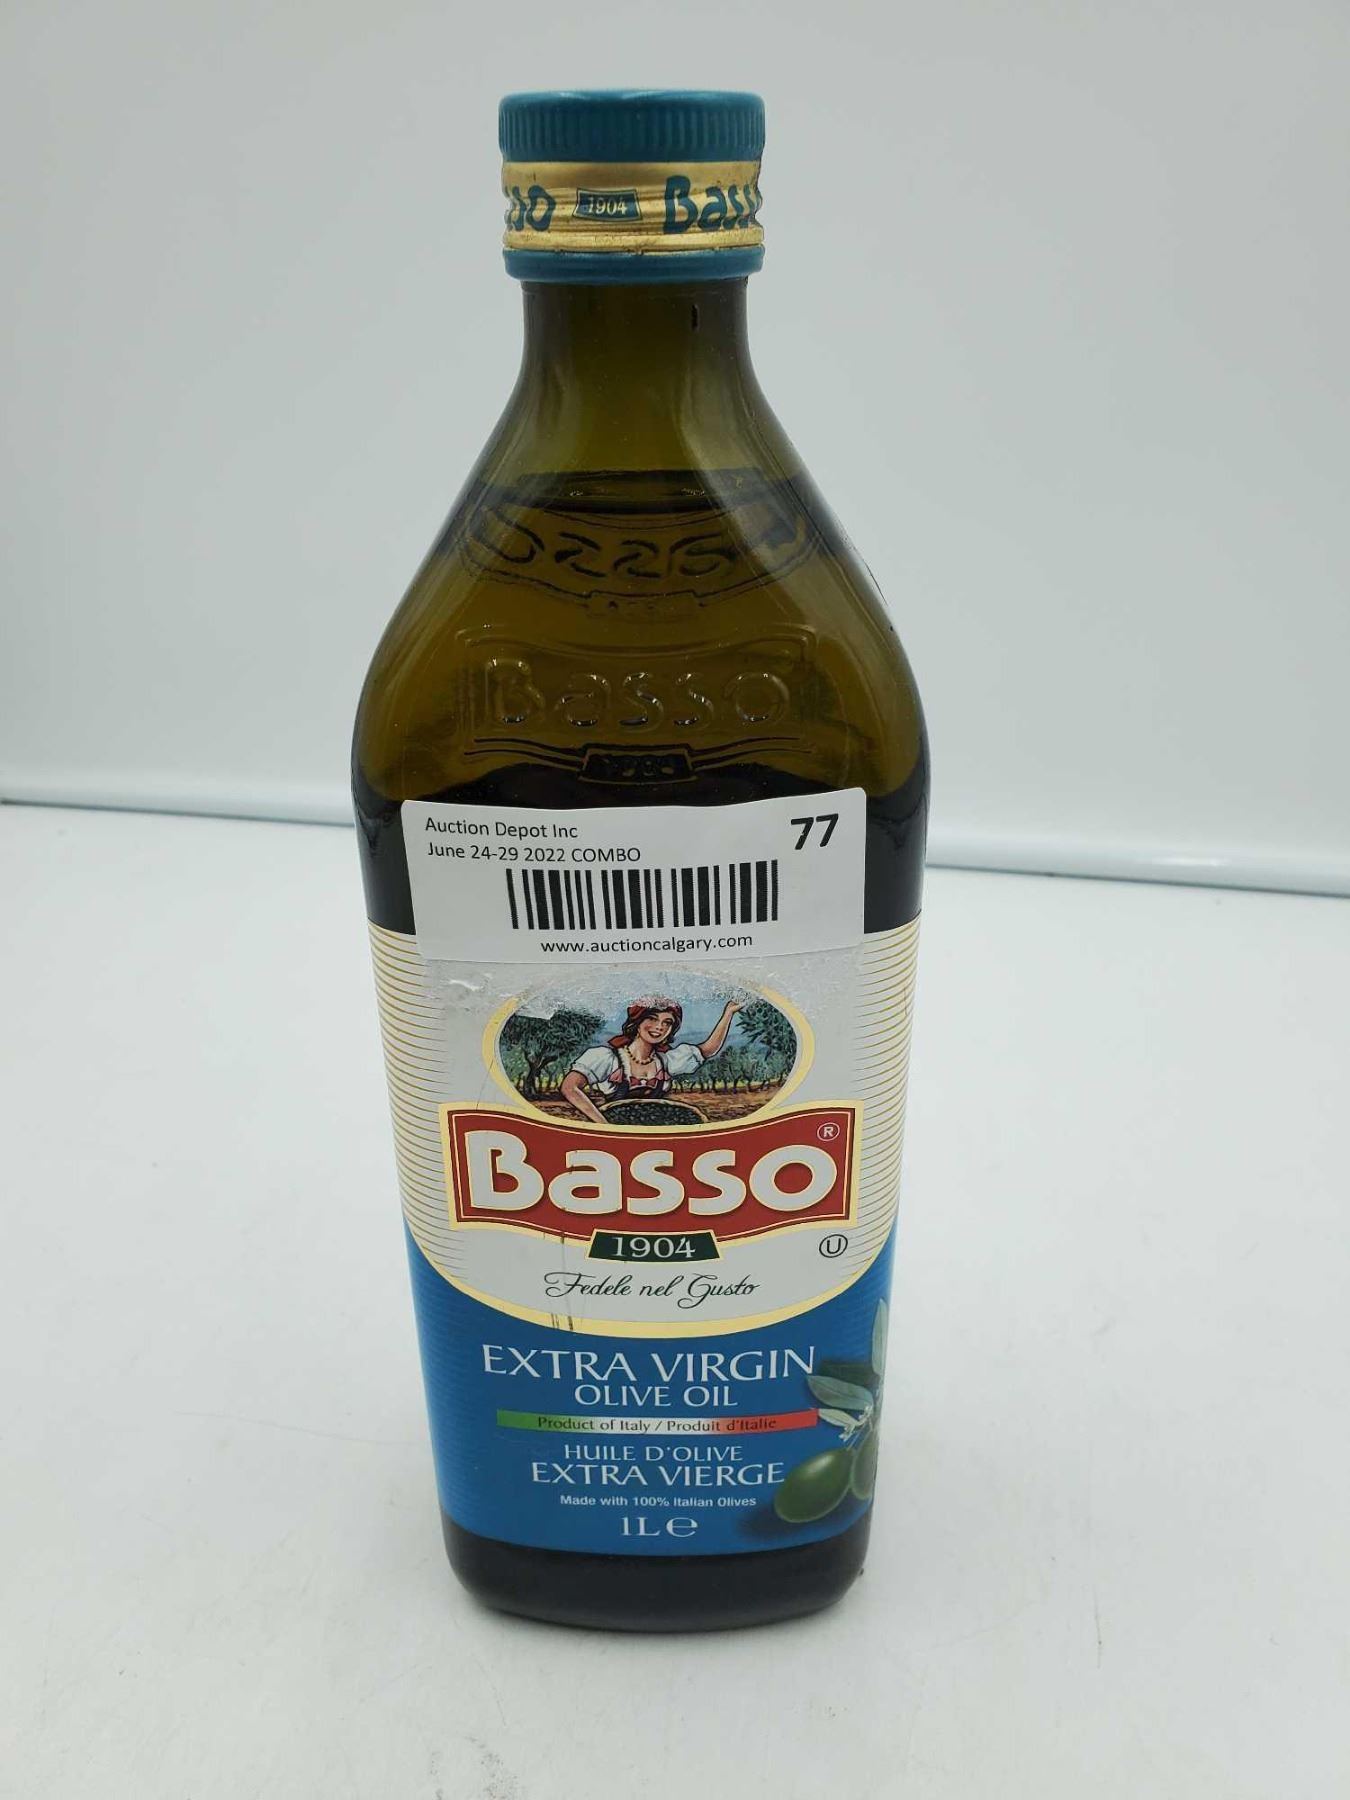 1904 Basso
Basso
Auction Depot Inc
77
June 24-29 2022 COMBO
www.auctioncalgary.com
Basso®
1904
U
Fedele nel Gusto
EXTRA VIRGIN
OLIVE OIL
Product of Italy / Produit d'Italie
HUILE D'OLIVE
EXTRA VIERGE
Made with 100% Italian Olives
1L ℮